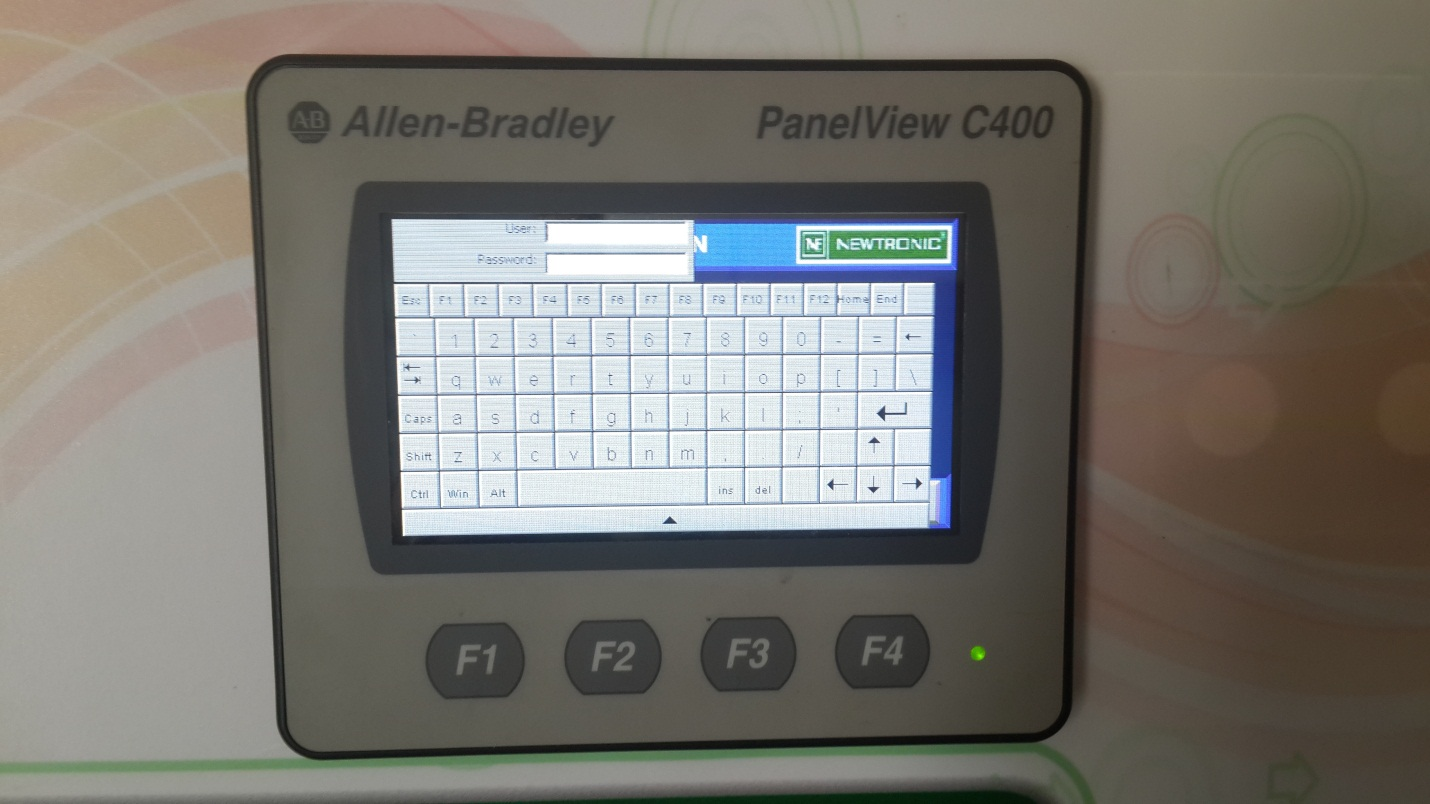 AB Allen-Bradley PanelView C400
User:
N
NE NEWTRONIC
Password:
Esc F1 F2 F3 F4 F5 F6 F7 F8 F9 F10 F11 F12 Home End
` 1 2 3 4 5 6 7 8 9 0 - = ←
q w e r t y u i o p [ ] \
Caps a s d f g h j k l ; '
Shift z x c v b n m , . / ↑
Ctrl Win Alt ins del ← ↓ →
F1 F2 F3 F4